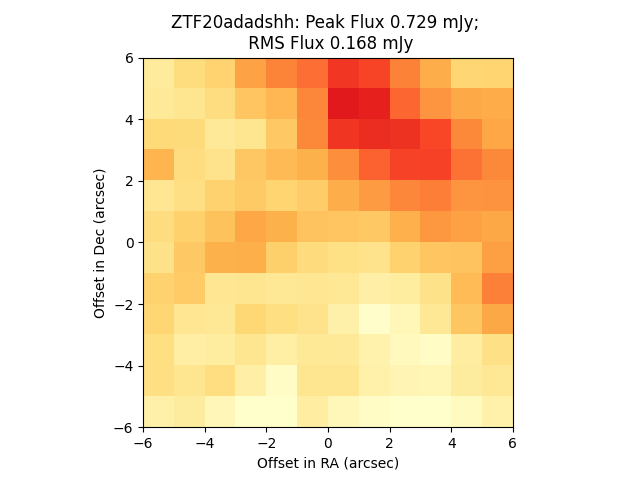 ZTF20adadshh: Peak Flux 0.729 mJy;
RMS Flux 0.168 mJy
6
4
2
0
−2
−4
−6
Offset in Dec (arcsec)
−6 −4 −2 0 2 4 6
Offset in RA (arcsec)